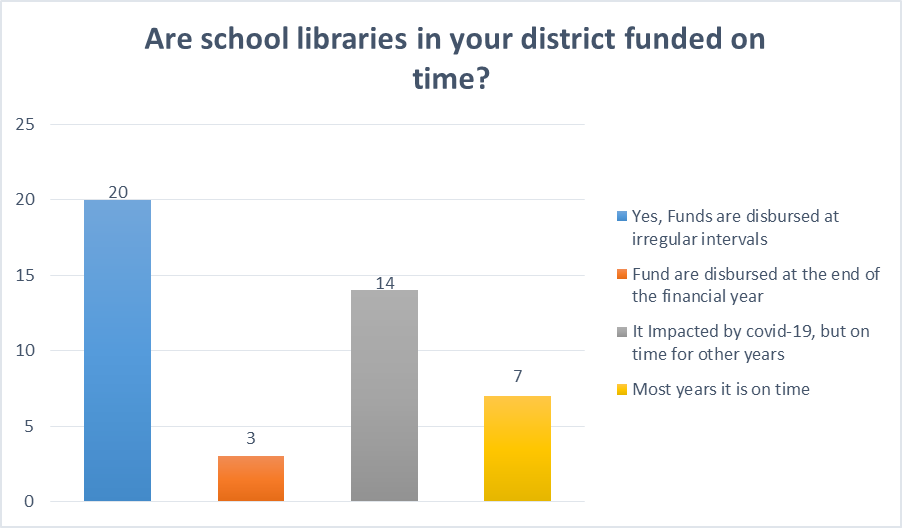 Are school libraries in your district funded on
time?
25
20
15
10
5
0
20
3
14
7
Yes, Funds are disbursed at
irregular intervals
Fund are disbursed at the end of
the financial year
It Impacted by covid-19, but on
time for other years
Most years it is on time